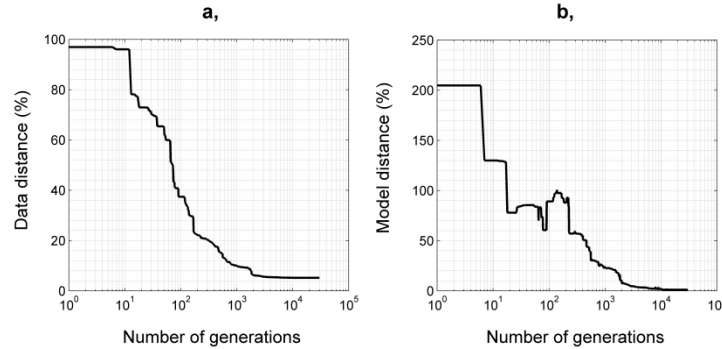 a,
100
80
60
40
20
0
Data distance (%)
10^0 10^1 10^2 10^3 10^4 10^5
Number of generations
b,
250
200
150
100
50
0
Model distance (%)
10^0 10^1 10^2 10^3 10^4 10^5
Number of generations